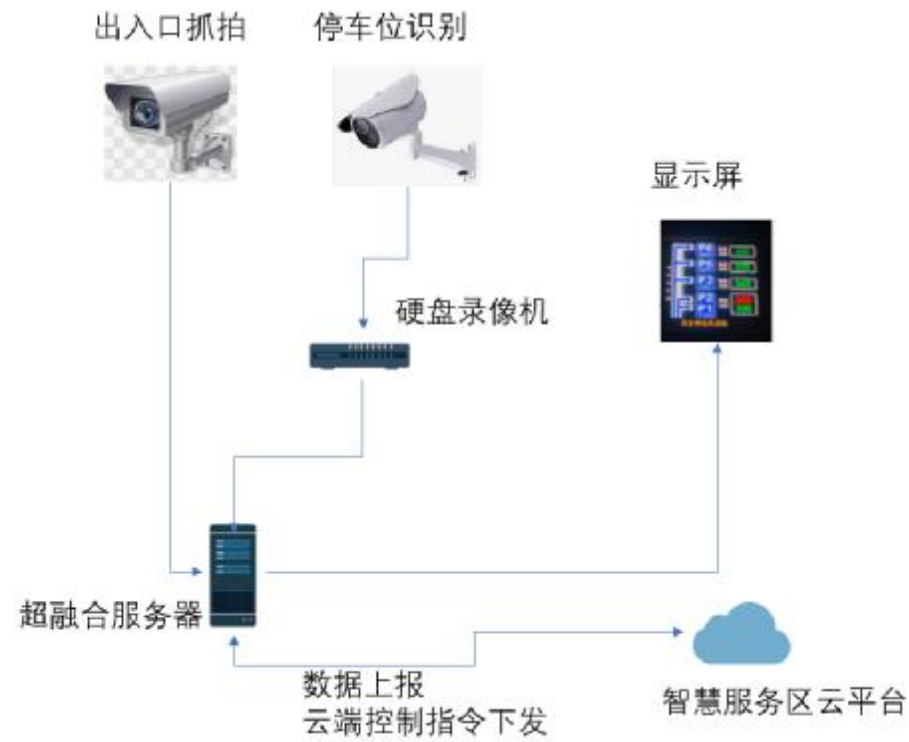 出入口抓拍
停车位识别
显示屏
硬盘录像机
超融合服务器
数据上报
云端控制指令下发
智慧服务区云平台